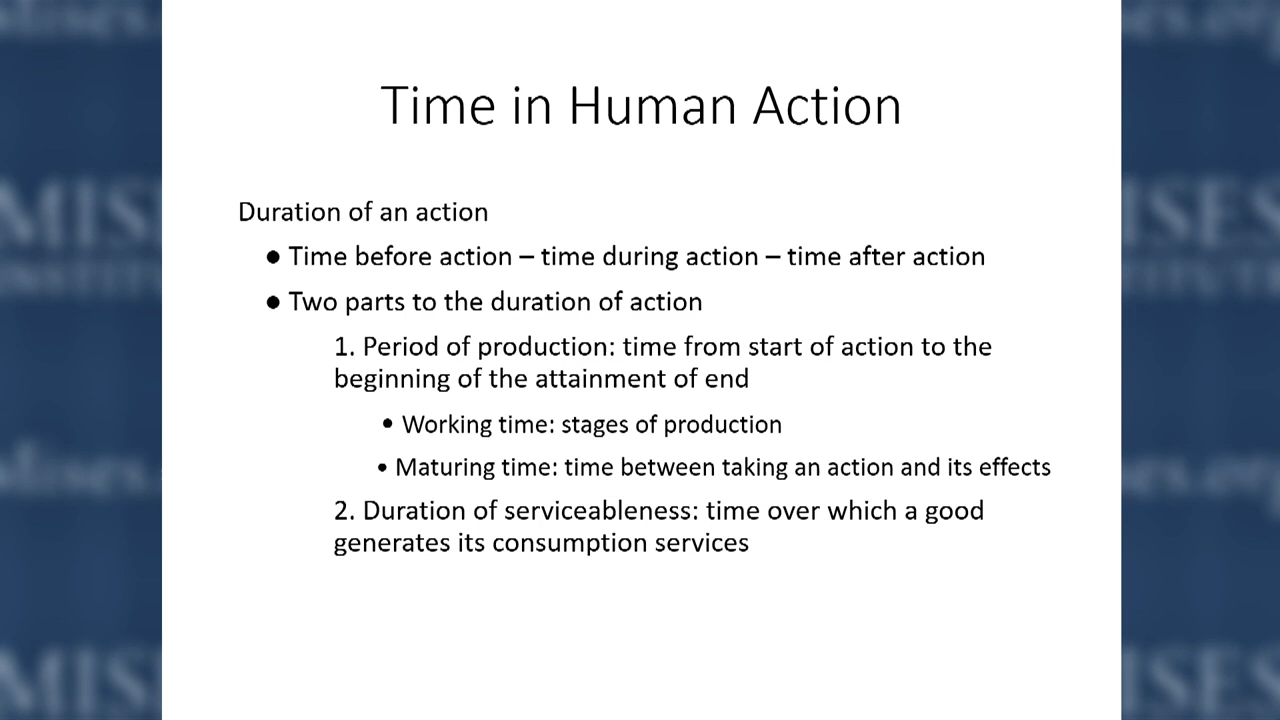 Time in Human Action
Duration of an action
● Time before action – time during action – time after action
● Two parts to the duration of action
1. Period of production: time from start of action to the
beginning of the attainment of end
• Working time: stages of production
• Maturing time: time between taking an action and its effects
2. Duration of serviceableness: time over which a good
generates its consumption services